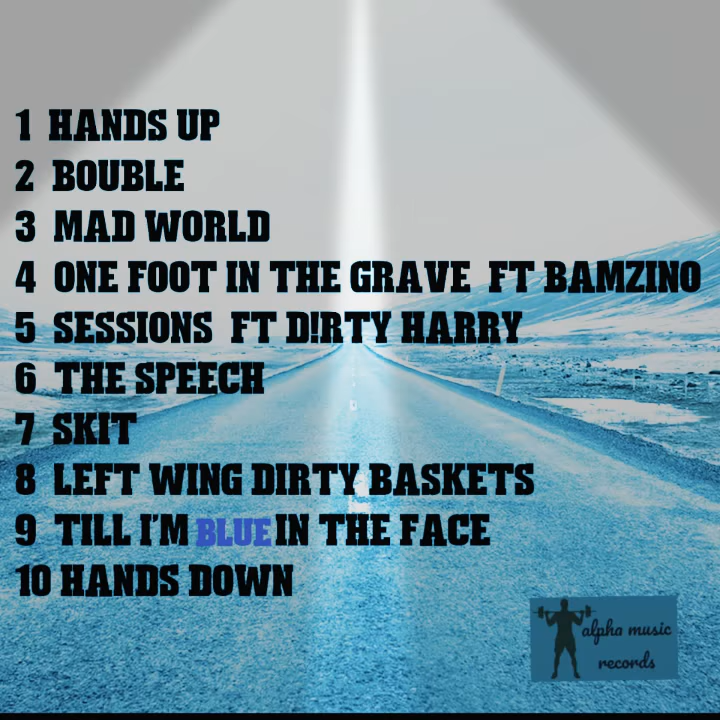 1 HANDS UP
2 BOUBLE
3 MAD WORLD
4 ONE FOOT IN THE GRAVE FT BAMZINO
5 SESSIONS FT D!RTY HARRY
6 THE SPEECH
7 SKIT
8 LEFT WING DIRTY BASKETS
9 TILL I'M BLUE IN THE FACE
10 HANDS DOWN
alpha music
records